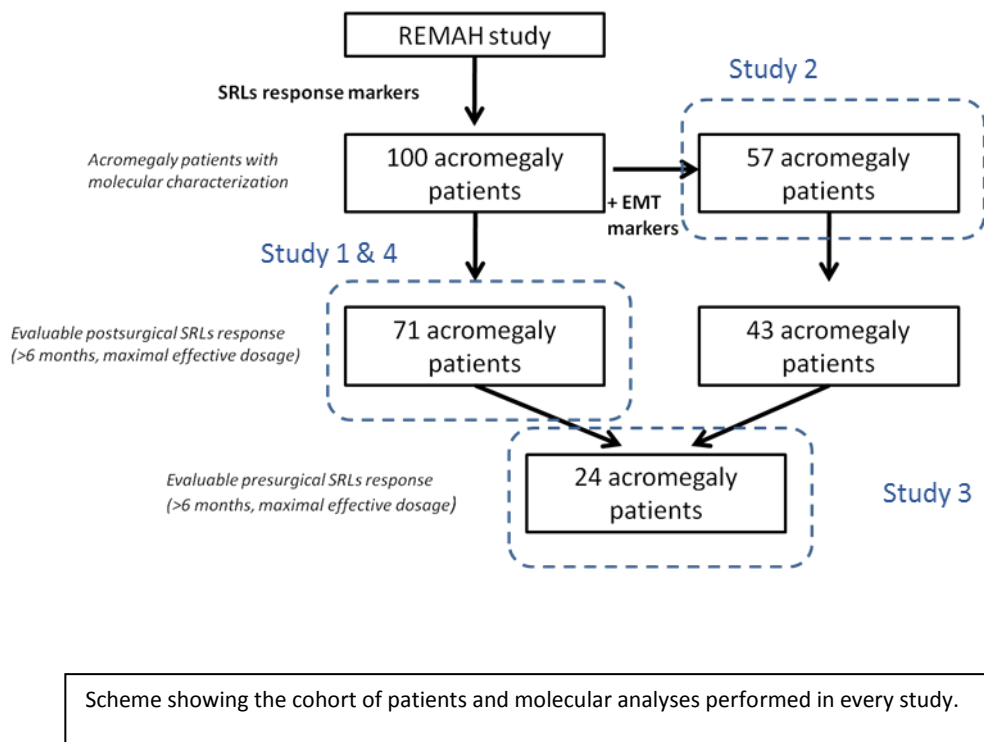 REMAH study
Study 2
SRLs response markers
Acromegaly patients with
molecular characterization
100 acromegaly
patients
57 acromegaly
patients
+ EMT
markers
Study 1 & 4
Evaluable postsurgical SRLs response
(>6 months, maximal effective dosage)
71 acromegaly
patients
43 acromegaly
patients
Evaluable presurgical SRLs response
(>6 months, maximal effective dosage)
24 acromegaly
patients
Study 3
Scheme showing the cohort of patients and molecular analyses performed in every study.